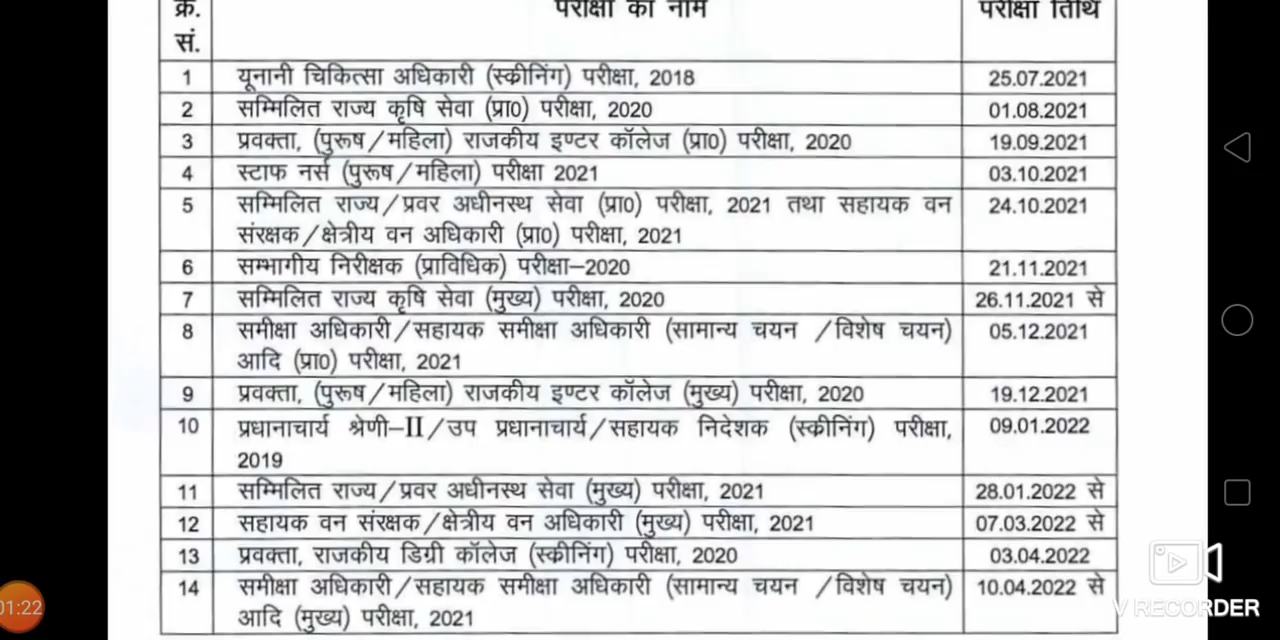 क्र. परीक्षा का नाम परीक्षा तिथि
सं.
1 यूनानी चिकित्सा अधिकारी (स्क्रीनिंग) परीक्षा, 2018 25.07.2021
2 सम्मिलित राज्य कृषि सेवा (प्रा0) परीक्षा, 2020 01.08.2021
3 प्रवक्ता, (पुरूष/महिला) राजकीय इण्टर कॉलेज (प्रा0) परीक्षा, 2020 19.09.2021
4 स्टाफ नर्स (पुरूष/महिला) परीक्षा 2021 03.10.2021
5 सम्मिलित राज्य/प्रवर अधीनस्थ सेवा (प्रा0) परीक्षा, 2021 तथा सहायक वन 24.10.2021
संरक्षक/क्षेत्रीय वन अधिकारी (प्रा0) परीक्षा, 2021
6 सम्भागीय निरीक्षक (प्राविधिक) परीक्षा–2020 21.11.2021
7 सम्मिलित राज्य कृषि सेवा (मुख्य) परीक्षा, 2020 26.11.2021 से
8 समीक्षा अधिकारी/सहायक समीक्षा अधिकारी (सामान्य चयन /विशेष चयन) 05.12.2021
आदि (प्रा0) परीक्षा, 2021
9 प्रवक्ता, (पुरूष/महिला) राजकीय इण्टर कॉलेज (मुख्य) परीक्षा, 2020 19.12.2021
10 प्रधानाचार्य श्रेणी–II/उप प्रधानाचार्य/सहायक निदेशक (स्क्रीनिंग) परीक्षा, 09.01.2022
2019
11 सम्मिलित राज्य/प्रवर अधीनस्थ सेवा (मुख्य) परीक्षा, 2021 28.01.2022 से
12 सहायक वन संरक्षक/क्षेत्रीय वन अधिकारी (मुख्य) परीक्षा, 2021 07.03.2022 से
13 प्रवक्ता, राजकीय डिग्री कॉलेज (स्क्रीनिंग) परीक्षा, 2020 03.04.2022
14 समीक्षा अधिकारी/सहायक समीक्षा अधिकारी (सामान्य चयन /विशेष चयन) 10.04.2022 से
आदि (मुख्य) परीक्षा, 2021
01:22
V RECORDER